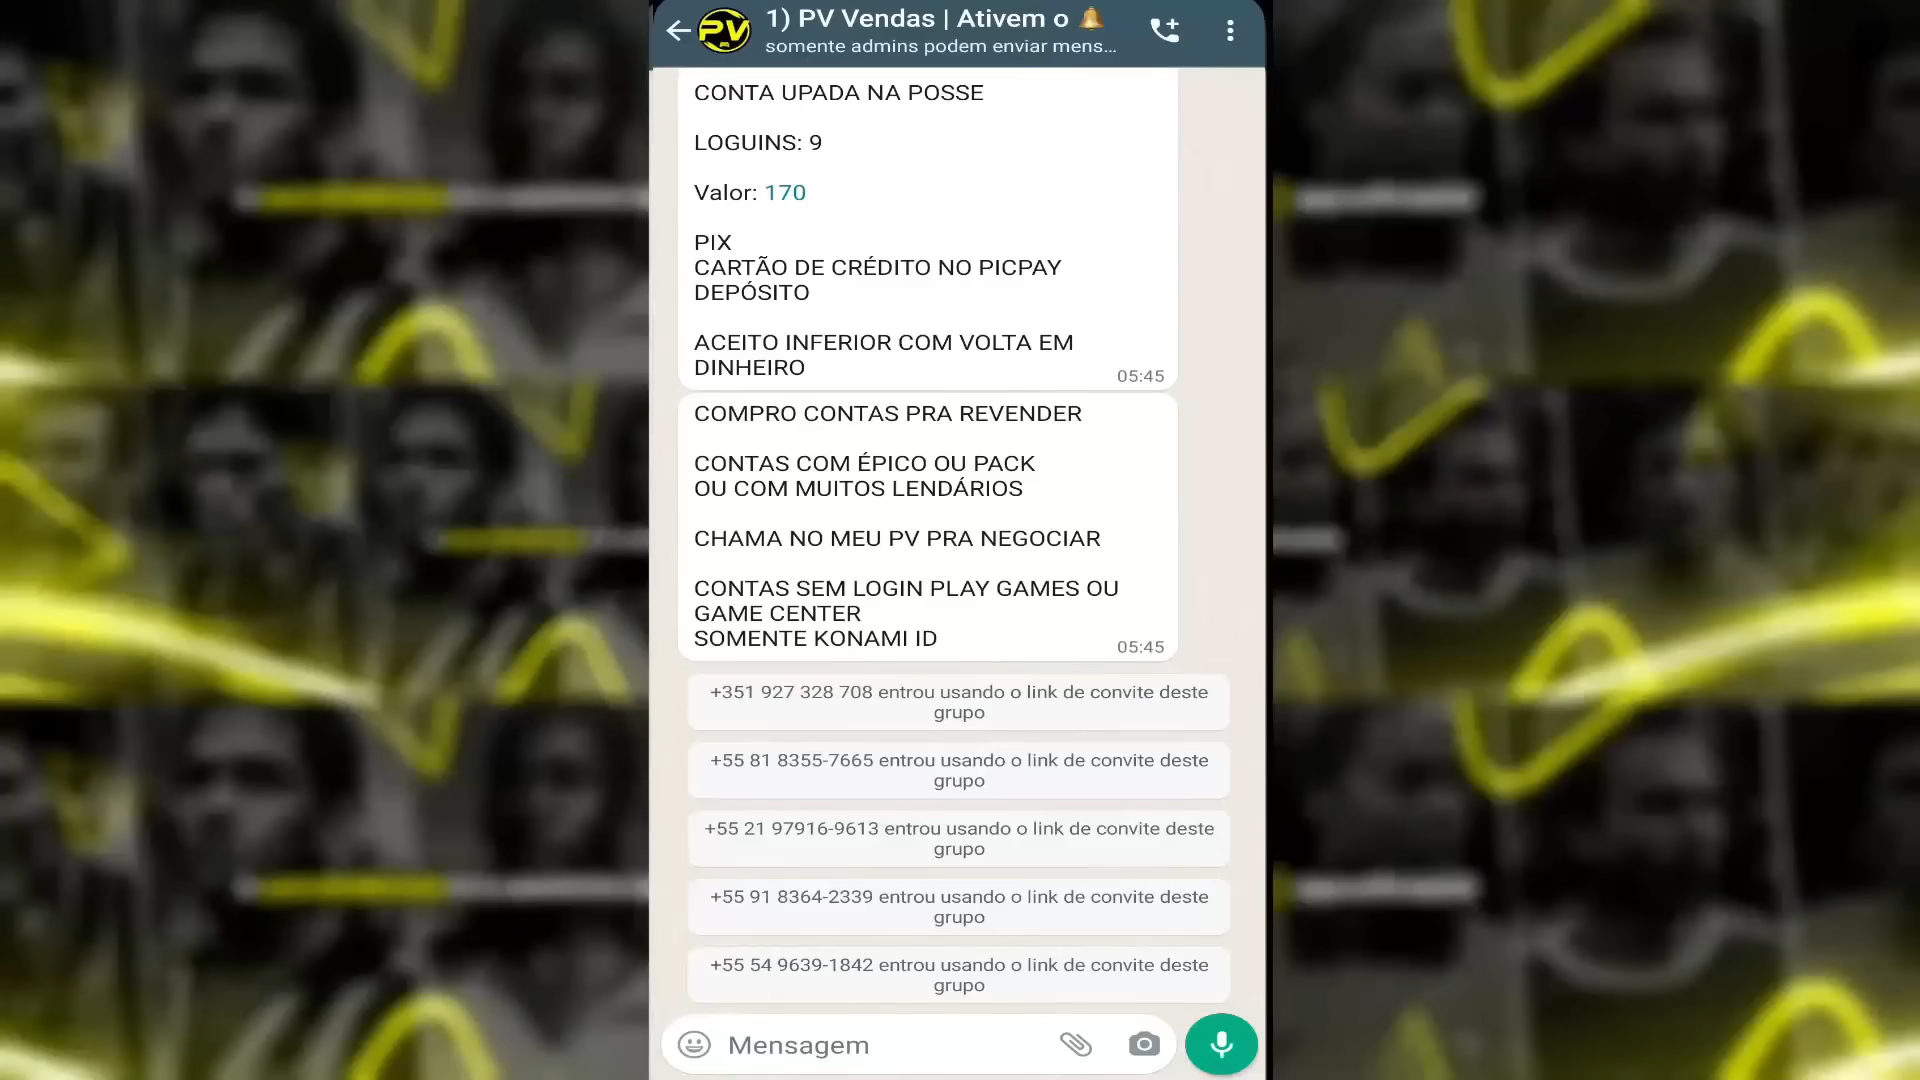 1) PV Vendas | Ativem o 🔔
PV
somente admins podem enviar mens...
CONTA UPADA NA POSSE
LOGUINS: 9
Valor: 170
PIX
CARTÃO DE CRÉDITO NO PICPAY
DEPÓSITO
ACEITO INFERIOR COM VOLTA EM
DINHEIRO
05:45
COMPRO CONTAS PRA REVENDER
CONTAS COM ÉPICO OU PACK
OU COM MUITOS LENDÁRIOS
CHAMA NO MEU PV PRA NEGOCIAR
CONTAS SEM LOGIN PLAY GAMES OU
GAME CENTER
SOMENTE KONAMI ID
05:45
+351 927 328 708 entrou usando o link de convite deste
grupo
+55 81 8355-7665 entrou usando o link de convite deste
grupo
+55 21 97916-9613 entrou usando o link de convite deste
grupo
+55 91 8364-2339 entrou usando o link de convite deste
grupo
+55 54 9639-1842 entrou usando o link de convite deste
grupo
Mensagem